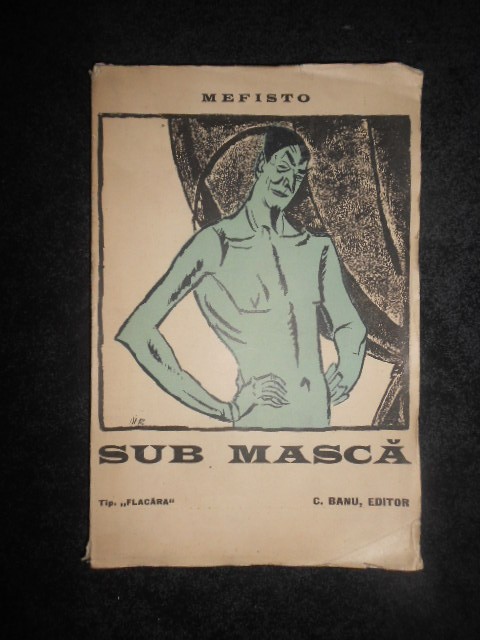 MEFISTO
SUB MASCĂ
Tip. „FLACĂRA“
C. BANU, EDITOR